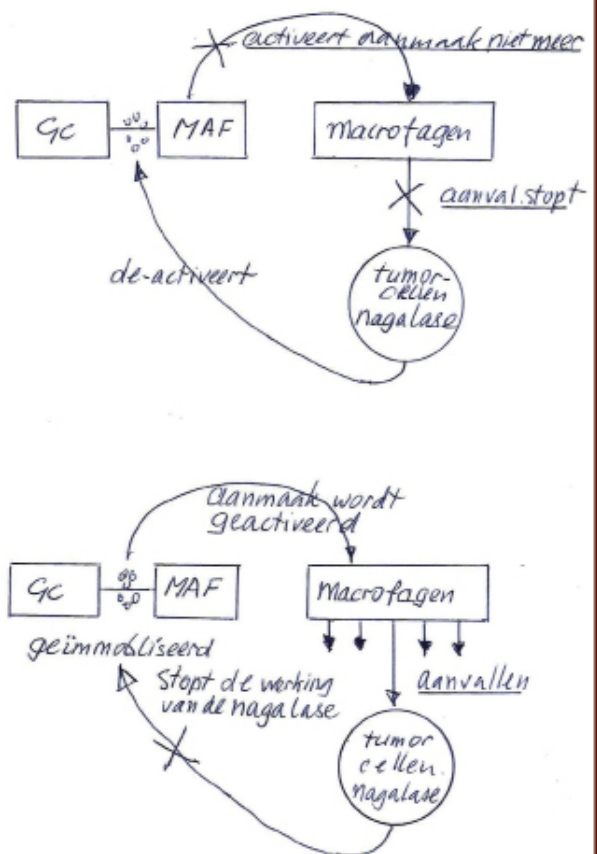 activeert aanmaak niet meer
Gc
MAF
macrofagen
aanval stopt
de-activeert
tumor-
cellen
nagalase
aanmaak wordt
geactiveerd
Gc
MAF
Macrofagen
geïmmobliseerd
Stopt de werking
van de nagalase
aanvallen
tumor
cellen.
nagalase